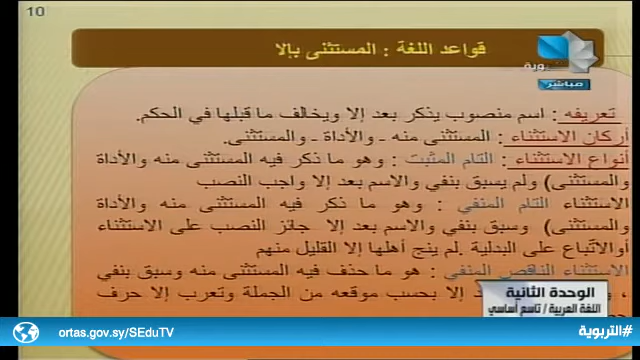 10
قواعد اللغة : المستثنى بإلا
التربوية
مباشر
تعريفه : اسم منصوب يذكر بعد إلا ويخالف ما قبلها في الحكم.
أركان الاستثناء : المستثنى منه - والأداة - والمستثنى.
أنواع الاستثناء : التام المثبت : وهو ما ذكر فيه المستثنى منه والأداة
والمستثنى) ولم يسبق بنفي والاسم بعد إلا واجب النصب
الاستثناء التام المنفي : وهو ما ذكر فيه المستثنى منه والأداة
والمستثنى) وسبق بنفي والاسم بعد إلا جائز النصب على الاستثناء
أوالاتّباع على البدلية .لم ينج أهلها إلا القليل منهم
الاستثناء الناقص المنفي : هو ما حذف فيه المستثنى منه وسبق بنفي
إلا بحسب موقعه من الجملة وتعرب إلا حرف
الوحدة الثانية
اللغة العربية / تاسع أساسي
ortas.gov.sy/SEduTV
#التربوية